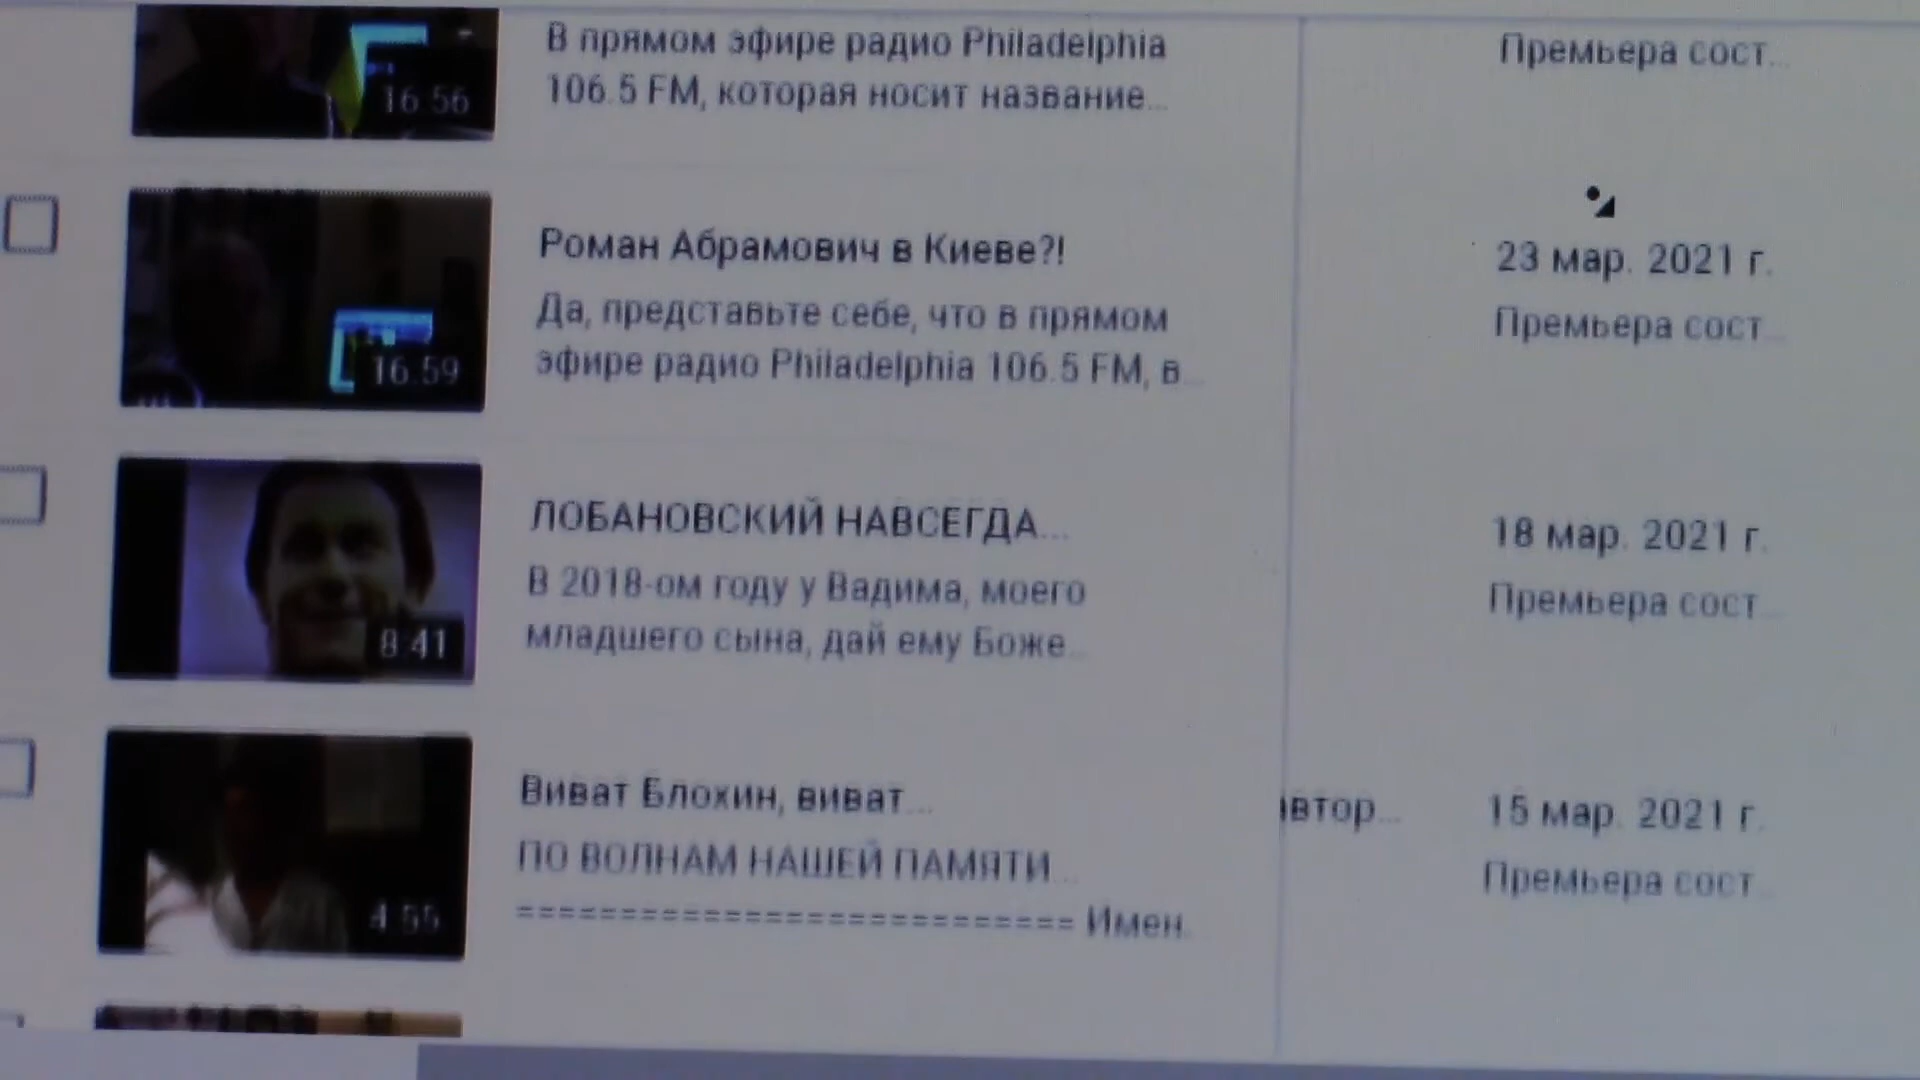 В прямом эфире радио Philadelphia
106.5 FM, которая носит название...
Премьера сост...
16:56
Роман Абрамович в Киеве?!
Да, представьте себе, что в прямом
эфире радио Philadelphia 106.5 FM, в...
23 мар. 2021 г.
Премьера сост...
16:59
ЛОБАНОВСКИЙ НАВСЕГДА...
В 2018-ом году у Вадима, моего
младшего сына, дай ему Боже...
18 мар. 2021 г.
Премьера сост...
8:41
Виват Блохин, виват...
ПО ВОЛНАМ НАШЕЙ ПАМЯТИ...
=========================== Имен.
автор...
15 мар. 2021 г.
Премьера сост...
4:55